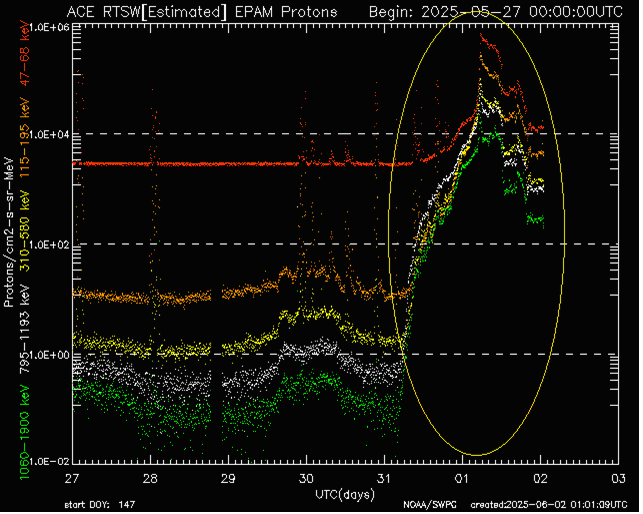 ACE RTSW[Estimated] EPAM Protons Begin: 2025-05-27 00:00:00UTC
1.0E+06
1.0E+04
1.0E+02
1.0E+00
1.0E-02
Protons/cm2-s-sr-MeV
1060-1900 keV 795-1193 keV 310-580 keV 115-195 keV 47-68 keV
27 28 29 30 31 01 02 03
UTC(days)
start DOY: 147 NOAA/SWPC created:2025-06-02 01:01:09UTC